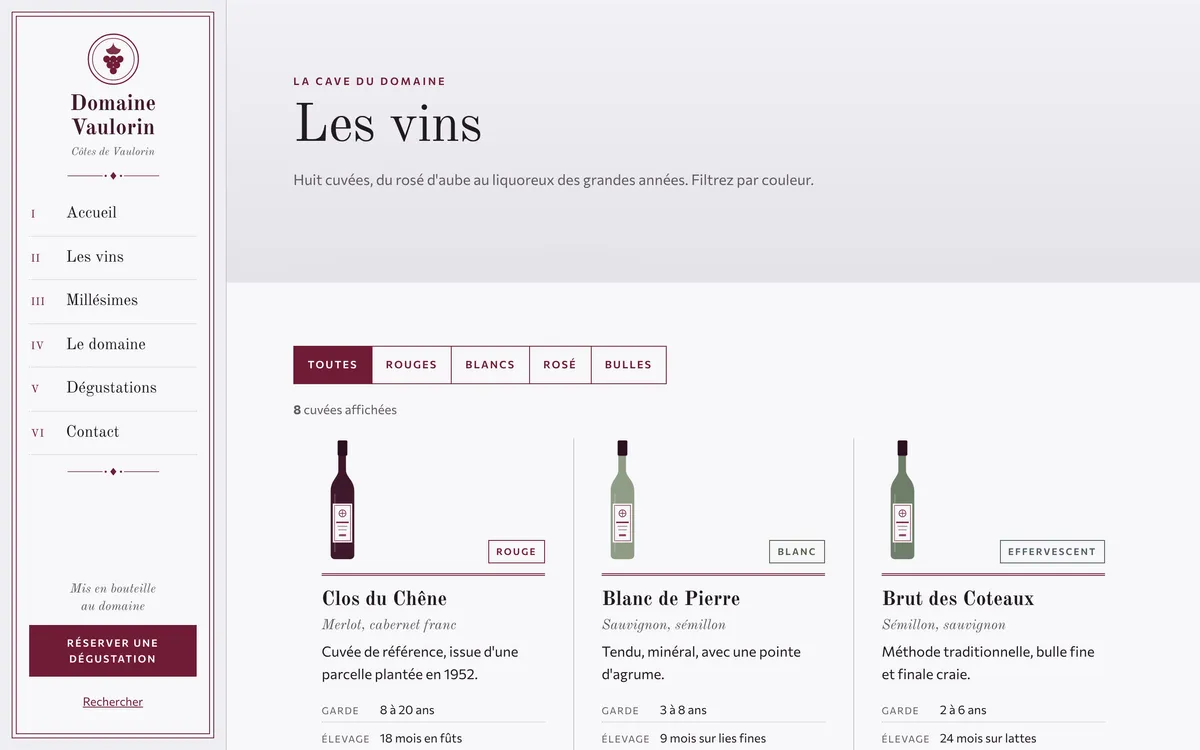 Domaine
Vaulorin
Côtes de Vaulorin
I Accueil
II Les vins
III Millésimes
IV Le domaine
V Dégustations
VI Contact
Mis en bouteille
au domaine
RÉSERVER UNE
DÉGUSTATION
Rechercher
LA CAVE DU DOMAINE
Les vins
Huit cuvées, du rosé d'aube au liquoreux des grandes années. Filtrez par couleur.
TOUTES ROUGES BLANCS ROSÉ BULLES
8 cuvées affichées
ROUGE
Clos du Chêne
Merlot, cabernet franc
Cuvée de référence, issue d'une
parcelle plantée en 1952.
GARDE 8 à 20 ans
ÉLEVAGE 18 mois en fûts
BLANC
Blanc de Pierre
Sauvignon, sémillon
Tendu, minéral, avec une pointe
d'agrume.
GARDE 3 à 8 ans
ÉLEVAGE 9 mois sur lies fines
EFFERVESCENT
Brut des Coteaux
Sémillon, sauvignon
Méthode traditionnelle, bulle fine
et finale craie.
GARDE 2 à 6 ans
ÉLEVAGE 24 mois sur lattes